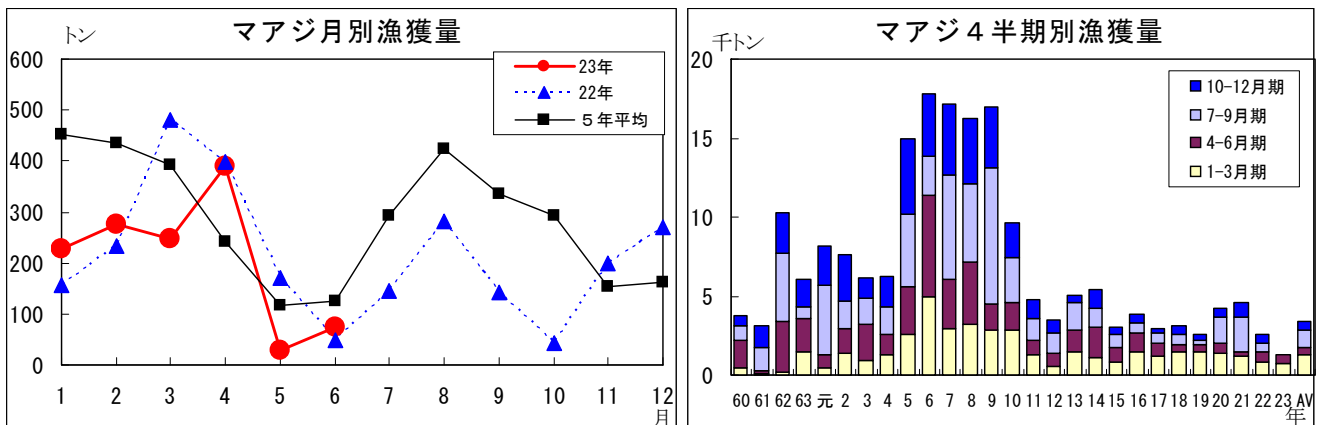 トン
マアジ月別漁獲量
600
500
400
300
200
100
0
23年
22年
5年平均
1 2 3 4 5 6 7 8 9 10 11 12
月
千トン
マアジ4半期別漁獲量
20
15
10
5
0
10-12月期
7-9月期
4-6月期
1-3月期
60 61 62 63 元 2 3 4 5 6 7 8 9 10 11 12 13 14 15 16 17 18 19 20 21 22 23 AV
年